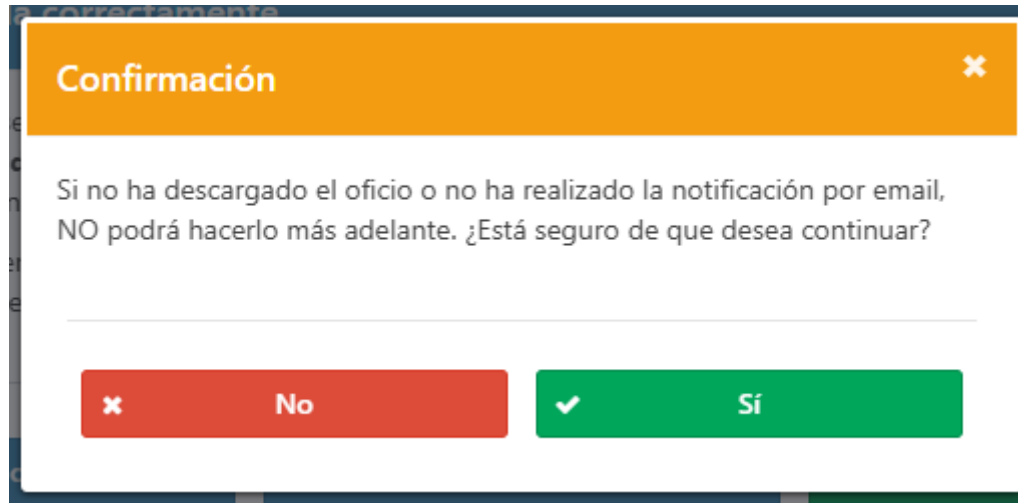 a correctamente
Confirmación
Si no ha descargado el oficio o no ha realizado la notificación por email,
NO podrá hacerlo más adelante. ¿Está seguro de que desea continuar?
No
Sí